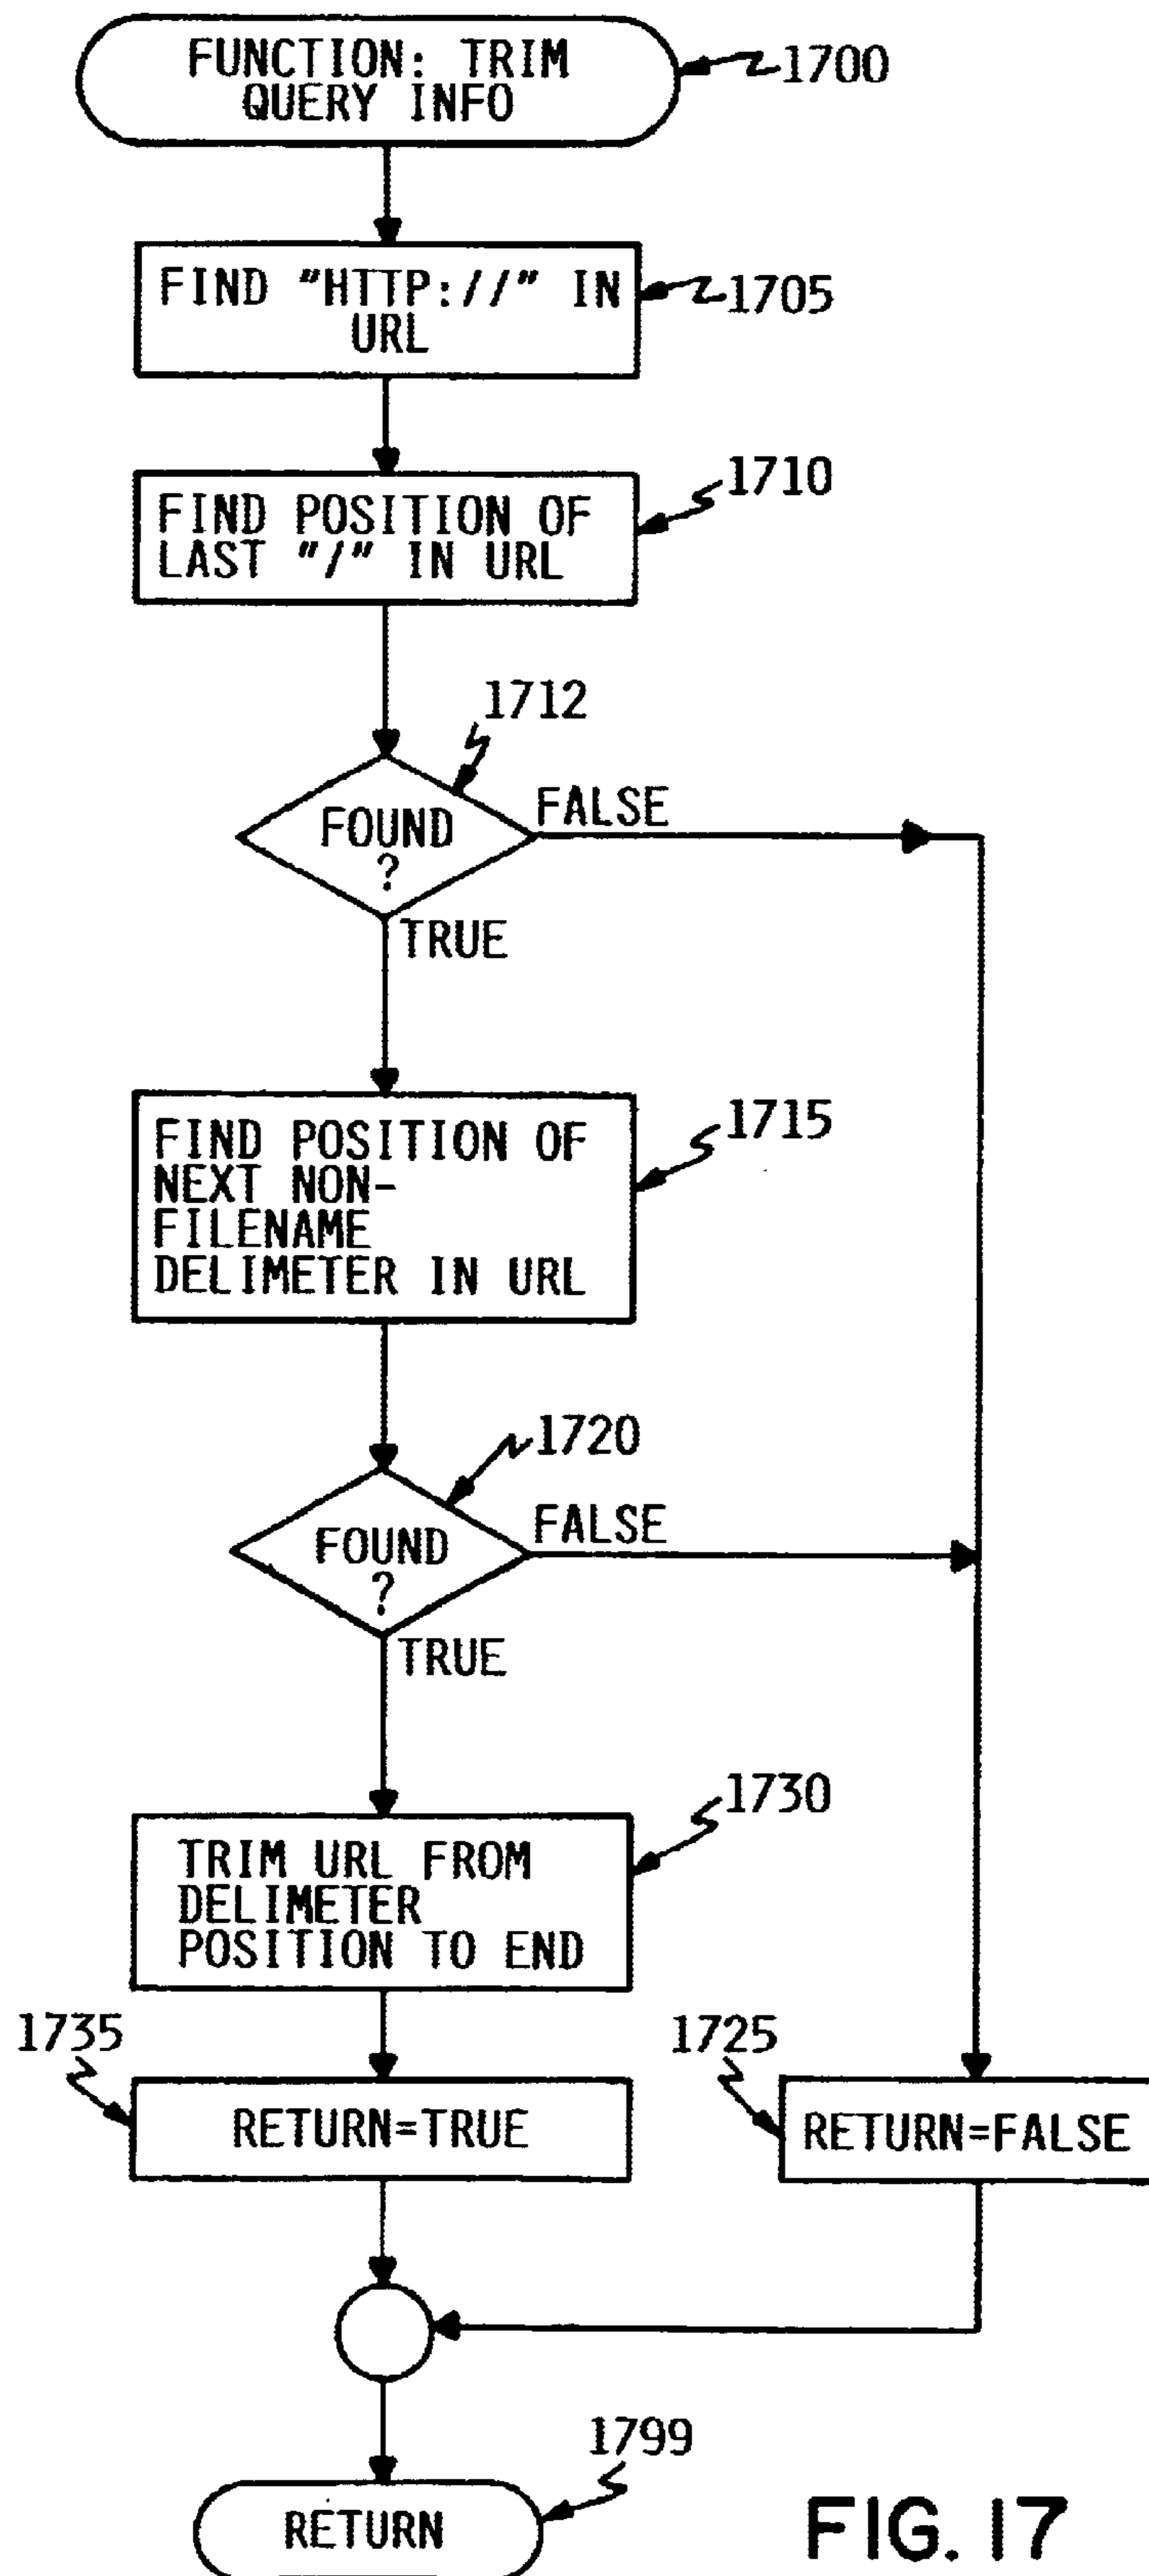 FUNCTION: TRIM
QUERY INFO
1700
FIND "HTTP://" IN
URL
1705
FIND POSITION OF
LAST "/" IN URL
1710
1712
FOUND
?
FALSE
TRUE
FIND POSITION OF
NEXT NON-
FILENAME
DELIMETER IN URL
1715
1720
FOUND
?
FALSE
TRUE
TRIM URL FROM
DELIMETER
POSITION TO END
1730
1735
RETURN=TRUE
1725
RETURN=FALSE
1799
RETURN
FIG. 17